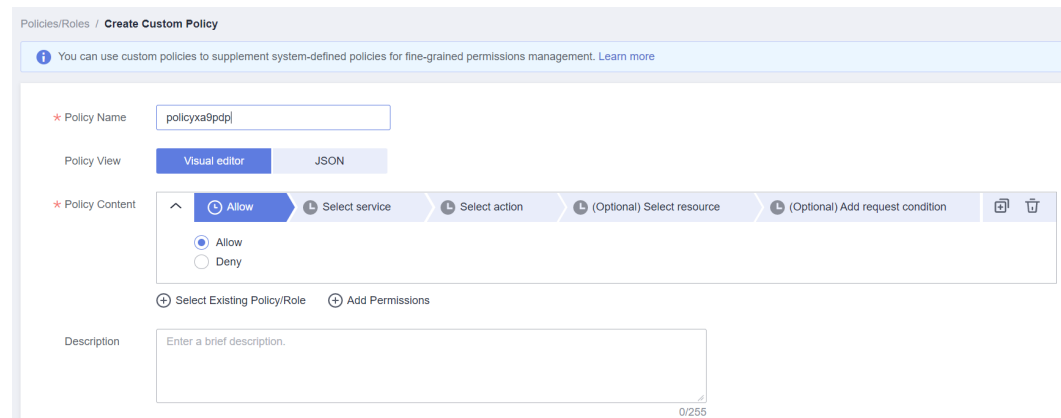 Policies/Roles / Create Custom Policy
You can use custom policies to supplement system-defined policies for fine-grained permissions management. Learn more
* Policy Name policyxa9pdp
Policy View Visual editor JSON
* Policy Content Allow Select service Select action (Optional) Select resource (Optional) Add request condition
Allow
Deny
Select Existing Policy/Role Add Permissions
Description Enter a brief description.
0/255